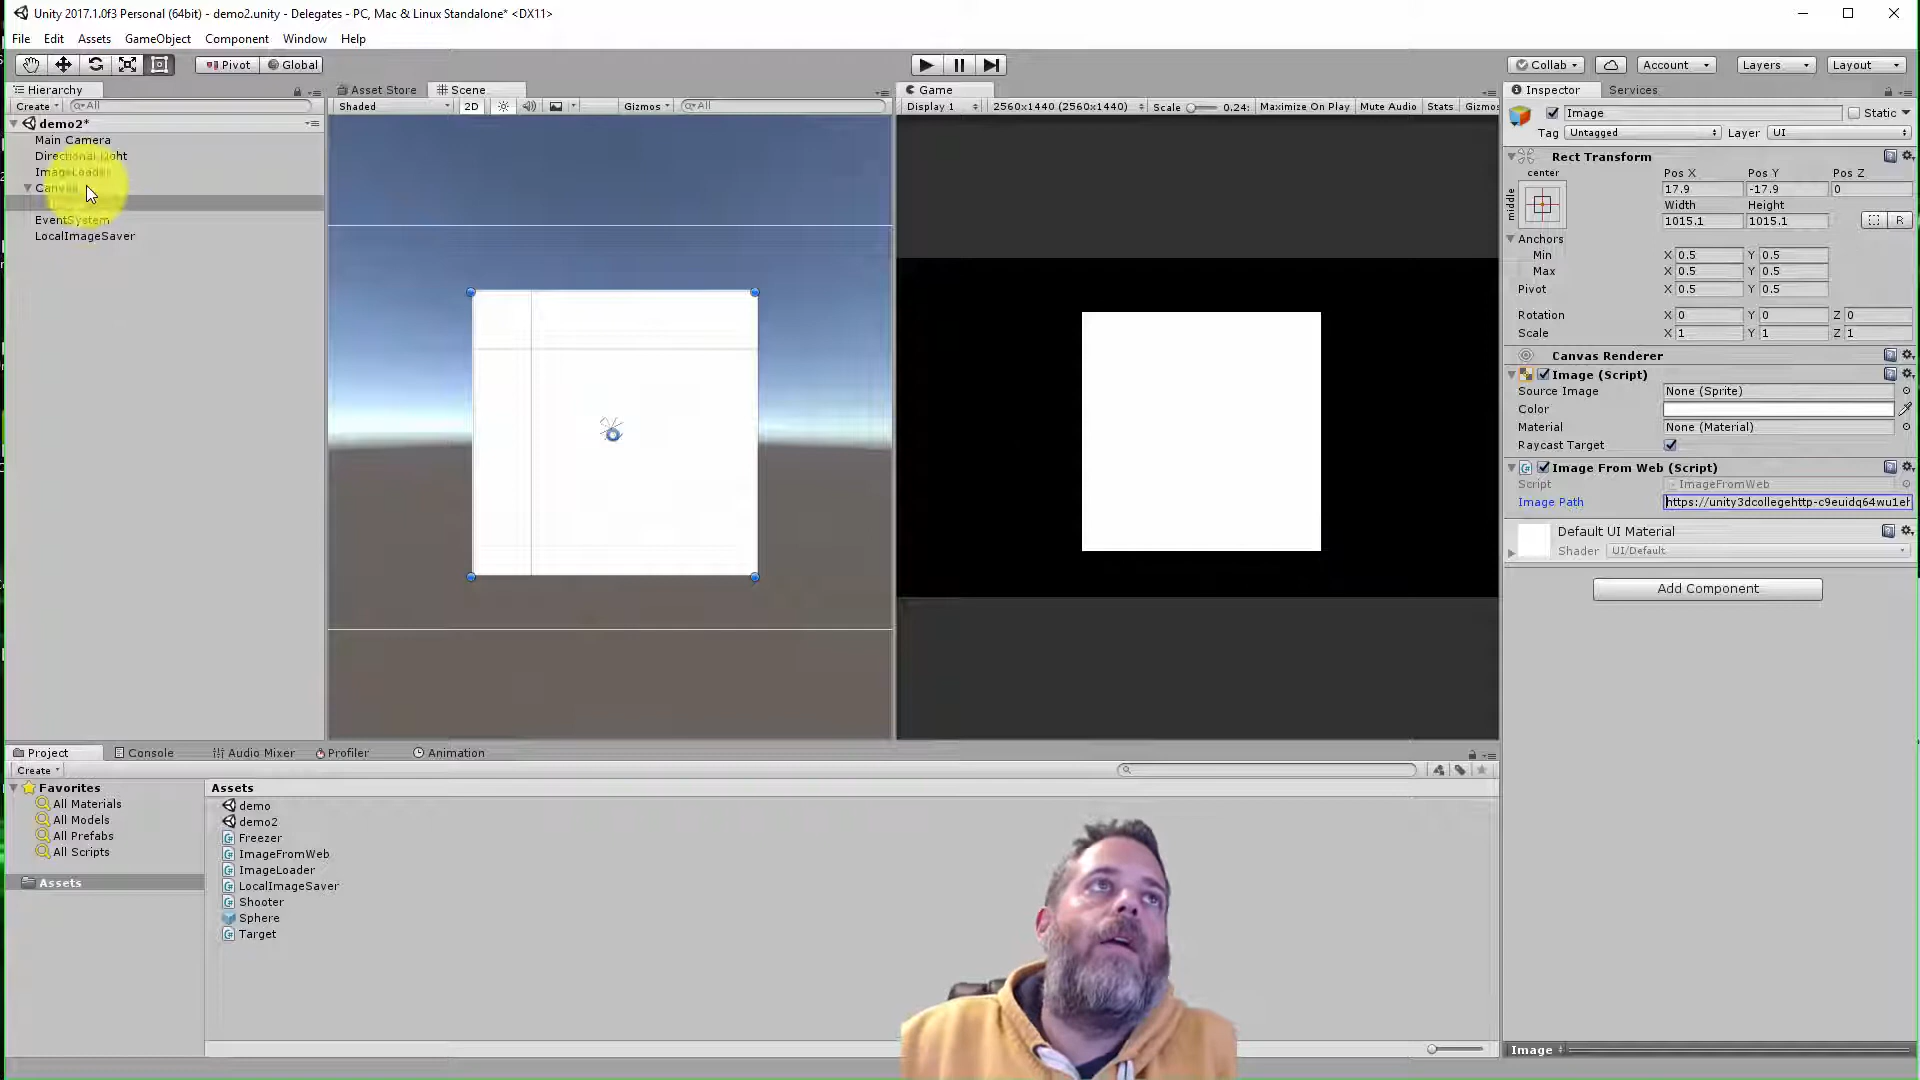 Unity 2017.1.0f3 Personal (64bit) - demo2.unity - Delegates - PC, Mac & Linux Standalone* <DX11>
File Edit Assets GameObject Component Window Help
Pivot Global Collab Account Layers Layout
Hierarchy Asset Store Scene Game Inspector Services
Create All Shaded 2D Gizmos All Display 1 2560x1440 (2560x1440) Scale 0.24: Maximize On Play Mute Audio Stats Gizmos
demo2*
Main Camera
Directional Light
ImageLoader
Canvas
EventSystem
LocalImageSaver
Image Static
Tag Untagged Layer UI
Rect Transform
center Pos X Pos Y Pos Z
middle 17.9 -17.9 0
Width Height
1015.1 1015.1 R
Anchors
Min X 0.5 Y 0.5
Max X 0.5 Y 0.5
Pivot X 0.5 Y 0.5
Rotation X 0 Y 0 Z 0
Scale X 1 Y 1 Z 1
Canvas Renderer
Image (Script)
Source Image None (Sprite)
Color
Material None (Material)
Raycast Target
Image From Web (Script)
Script ImageFromWeb
Image Path https://unity3dcollegehttp-c9euidq64wu1eh
Default UI Material
Shader UI/Default
Add Component
Project Console Audio Mixer Profiler Animation
Create
Favorites
All Materials
All Models
All Prefabs
All Scripts
Assets
Assets
demo
demo2
Freezer
ImageFromWeb
ImageLoader
LocalImageSaver
Shooter
Sphere
Target
Image